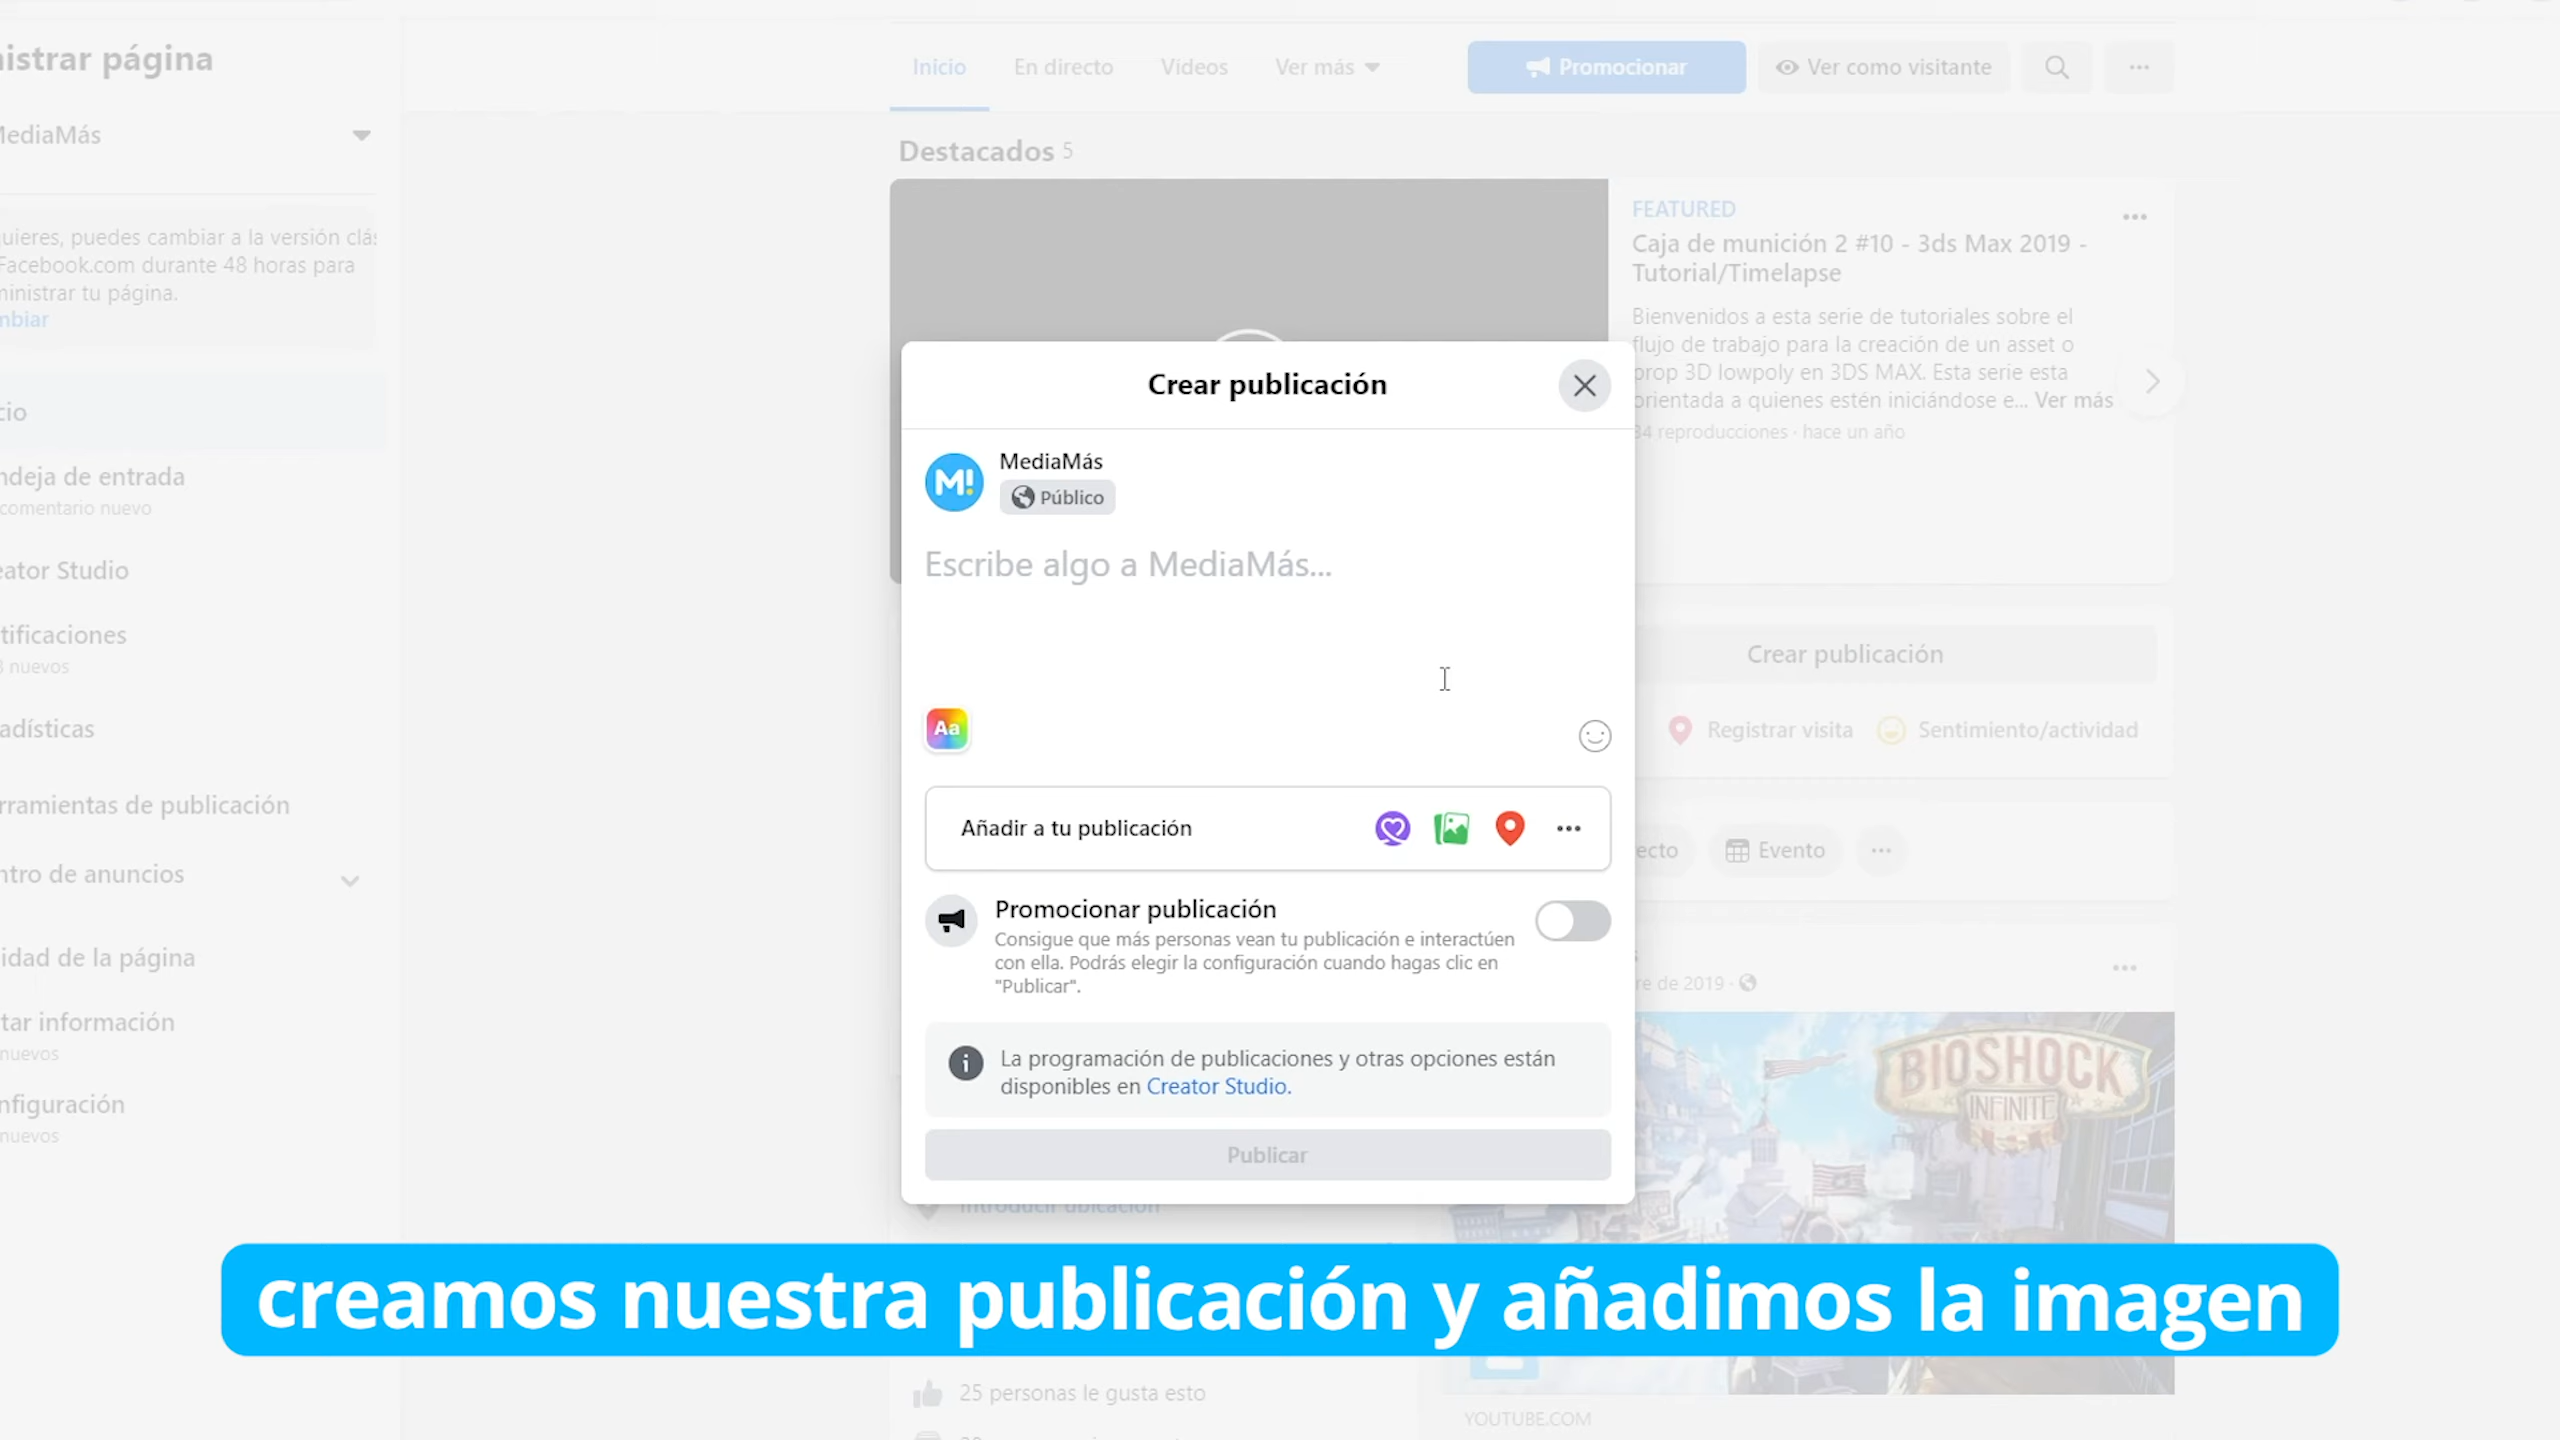 istrar página
MediaMás
uieres, puedes cambiar a la versión clá
Facebook.com durante 48 horas para
ministrar tu página.
mbiar
cio
ndeja de entrada
comentario nuevo
eator Studio
tificaciones
nuevos
adísticas
rramientas de publicación
ntro de anuncios
idad de la página
tar información
nuevos
nfiguración
nuevos
Inicio
En directo
Videos
Ver más
Promocionar
Ver como visitante
Destacados 5
FEATURED
Caja de munición 2 #10 - 3ds Max 2019 -
Tutorial/Timelapse
Bienvenidos a esta serie de tutoriales sobre el
flujo de trabajo para la creación de un asset o
prop 3D lowpoly en 3DS MAX. Esta serie esta
orientada a quienes estén iniciándose e... Ver más
34 reproducciones · hace un año
Crear publicación
M!
MediaMás
Público
Escribe algo a MediaMás...
Aa
Añadir a tu publicación
Promocionar publicación
Consigue que más personas vean tu publicación e interactúen
con ella. Podrás elegir la configuración cuando hagas clic en
"Publicar".
La programación de publicaciones y otras opciones están
disponibles en Creator Studio.
Publicar
Crear publicación
Registrar visita
Sentimiento/actividad
ecto
Evento
re de 2019 ·
BIOSHOCK
INFINITE
Introducir ubicación
creamos nuestra publicación y añadimos la imagen
25 personas le gusta esto
YOUTUBE.COM